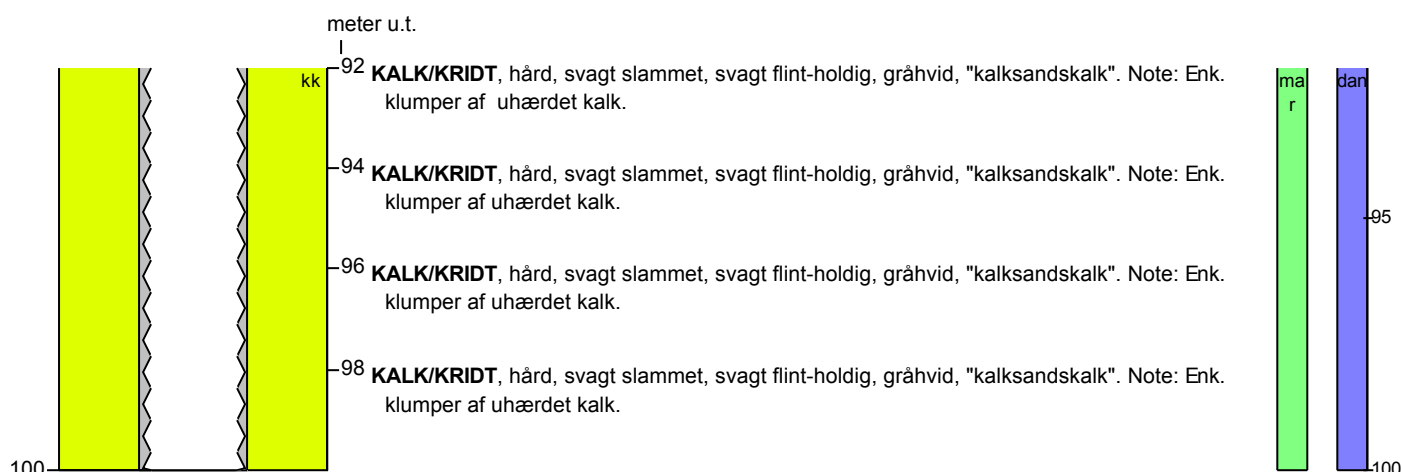 meter u.t.
92 KALK/KRIDT, hård, svagt slammet, svagt flint-holdig, gråhvid, "kalksandskalk". Note: Enk.
klumper af uhærdet kalk.
kk
ma
r
dan
94 KALK/KRIDT, hård, svagt slammet, svagt flint-holdig, gråhvid, "kalksandskalk". Note: Enk.
klumper af uhærdet kalk.
95
96 KALK/KRIDT, hård, svagt slammet, svagt flint-holdig, gråhvid, "kalksandskalk". Note: Enk.
klumper af uhærdet kalk.
98 KALK/KRIDT, hård, svagt slammet, svagt flint-holdig, gråhvid, "kalksandskalk". Note: Enk.
klumper af uhærdet kalk.
100
100